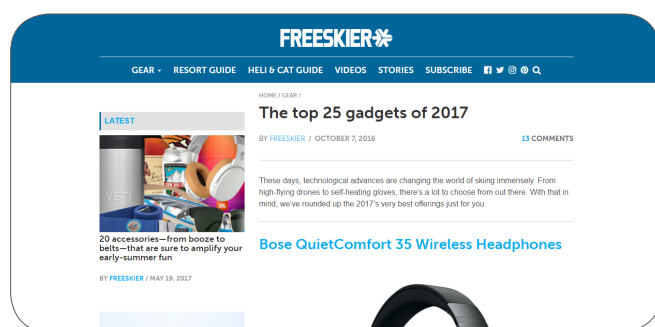 FREESKIER
GEAR RESORT GUIDE HELI & CAT GUIDE VIDEOS STORIES SUBSCRIBE
HOME / GEAR /
The top 25 gadgets of 2017
BY FREESKIER / OCTOBER 7, 2016 13 COMMENTS
These days, technological advances are changing the world of skiing immensely. From
high-flying drones to self-heating gloves, there's a lot to choose from out there. With that in
mind, we've rounded up the 2017's very best offerings just for you.
Bose QuietComfort 35 Wireless Headphones
LATEST
YETI
20 accessories—from booze to
belts—that are sure to amplify your
early-summer fun
BY FREESKIER / MAY 19, 2017